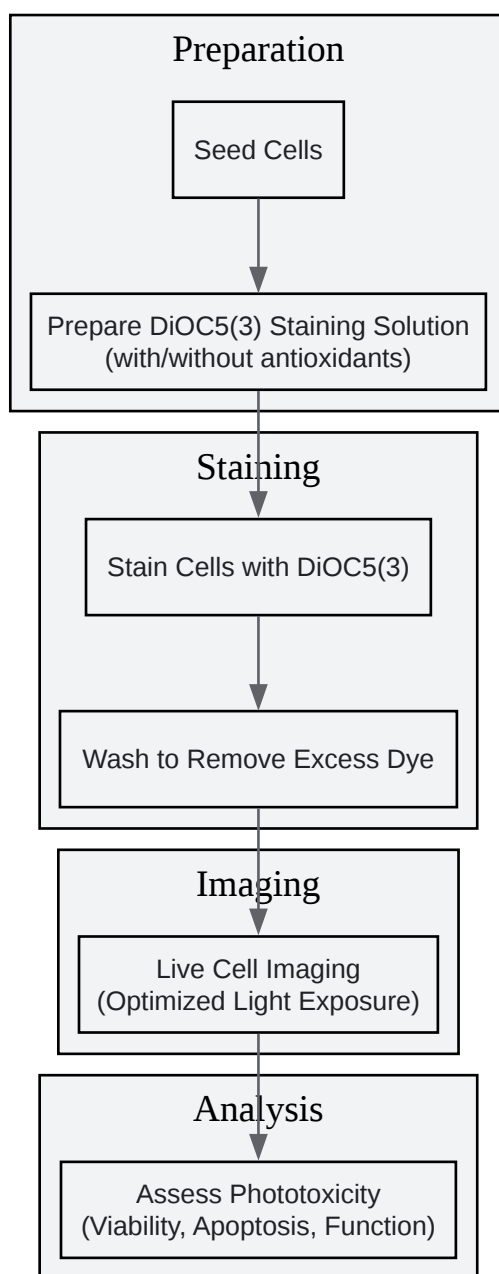 Preparation
Seed Cells
Prepare DiOC5(3) Staining Solution
(with/without antioxidants)
Staining
Stain Cells with DiOC5(3)
Wash to Remove Excess Dye
Imaging
Live Cell Imaging
(Optimized Light Exposure)
Analysis
Assess Phototoxicity
(Viability, Apoptosis, Function)